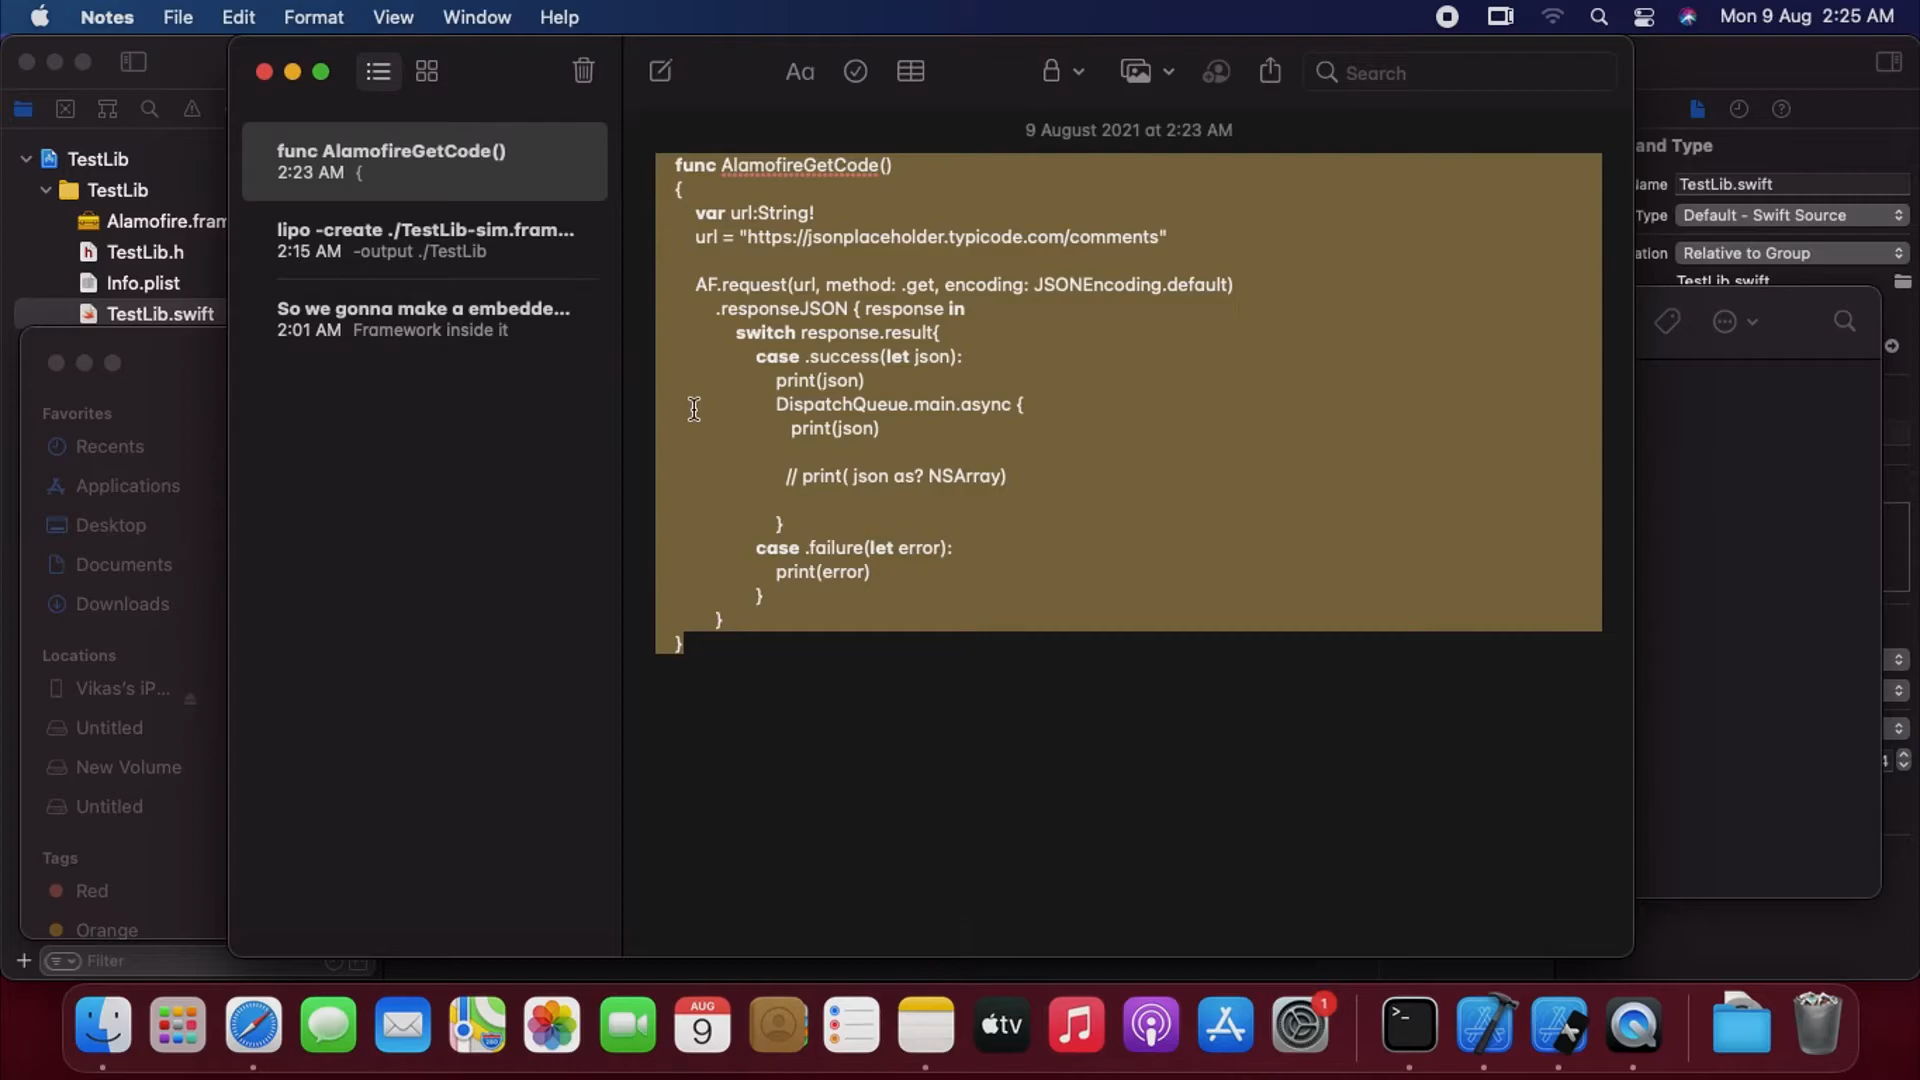 Notes File Edit Format View Window Help
Mon 9 Aug 2:25 AM
Aa
Search
TestLib
TestLib
Alamofire.fram
TestLib.h
Info.plist
TestLib.swift
func AlamofireGetCode()
2:23 AM {
lipo -create ./TestLib-sim.fram...
2:15 AM -output ./TestLib
So we gonna make a embedde...
2:01 AM Framework inside it
9 August 2021 at 2:23 AM
func AlamofireGetCode()
{
var url:String!
url = "https://jsonplaceholder.typicode.com/comments"
AF.request(url, method: .get, encoding: JSONEncoding.default)
.responseJSON { response in
switch response.result{
case .success(let json):
print(json)
DispatchQueue.main.async {
print(json)
// print( json as? NSArray)
}
case .failure(let error):
print(error)
}
}
}
and Type
lame TestLib.swift
Type Default - Swift Source
ation Relative to Group
TestLib.swift
4
Favorites
Recents
Applications
Desktop
Documents
Downloads
Locations
Vikas's iP...
Untitled
New Volume
Untitled
Tags
Red
Orange
Filter
AUG
9
tv
1